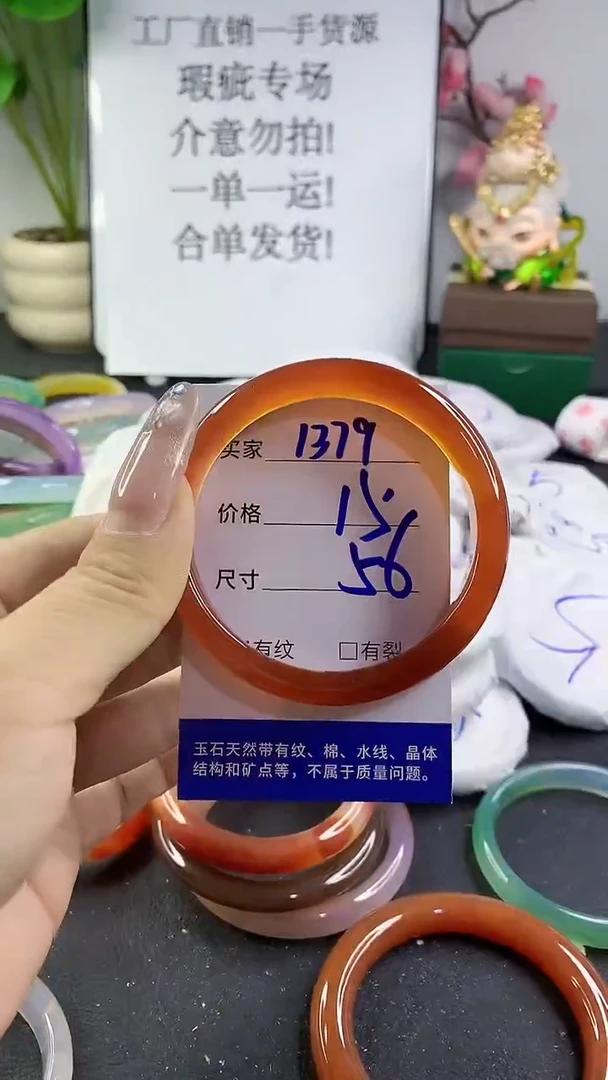 工厂直销一手货源
瑕疵专场
介意勿拍!
一单一运!
合单发货!
买家 1379
价格 15
尺寸 56
有纹 □有裂
玉石天然带有纹、棉、水线、晶体
结构和矿点等，不属于质量问题。